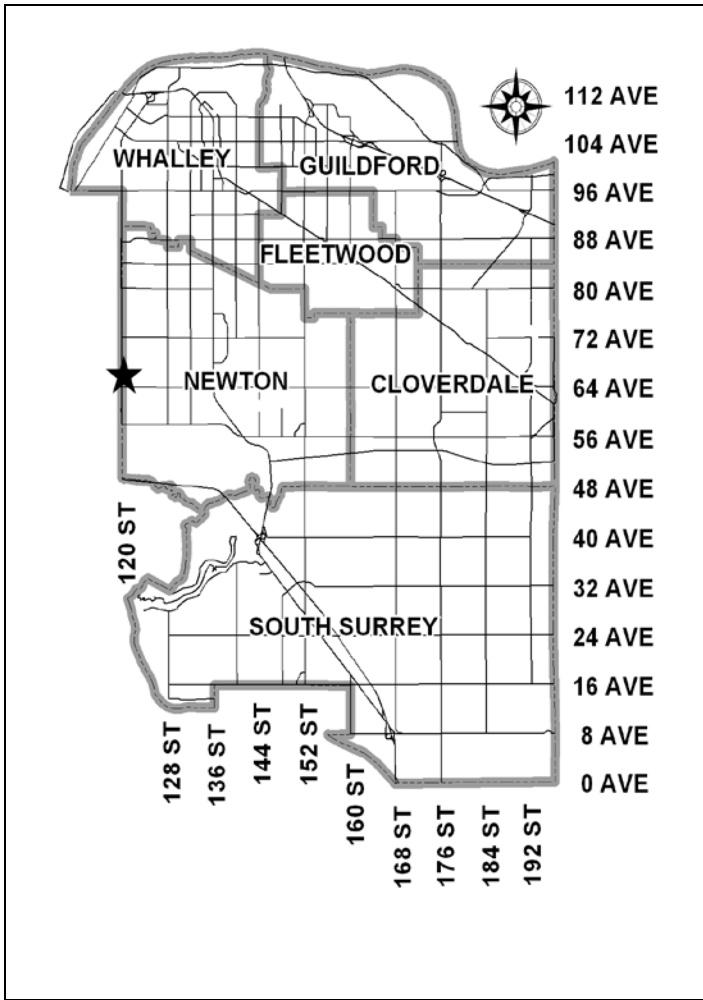 112 AVE
104 AVE
WHALLEY
GUILDFORD
96 AVE
88 AVE
FLEETWOOD
80 AVE
72 AVE
NEWTON
CLOVERDALE
64 AVE
56 AVE
48 AVE
120 ST
40 AVE
32 AVE
SOUTH SURREY
24 AVE
16 AVE
128 ST
136 ST
144 ST
152 ST
8 AVE
160 ST
0 AVE
168 ST
176 ST
184 ST
192 ST